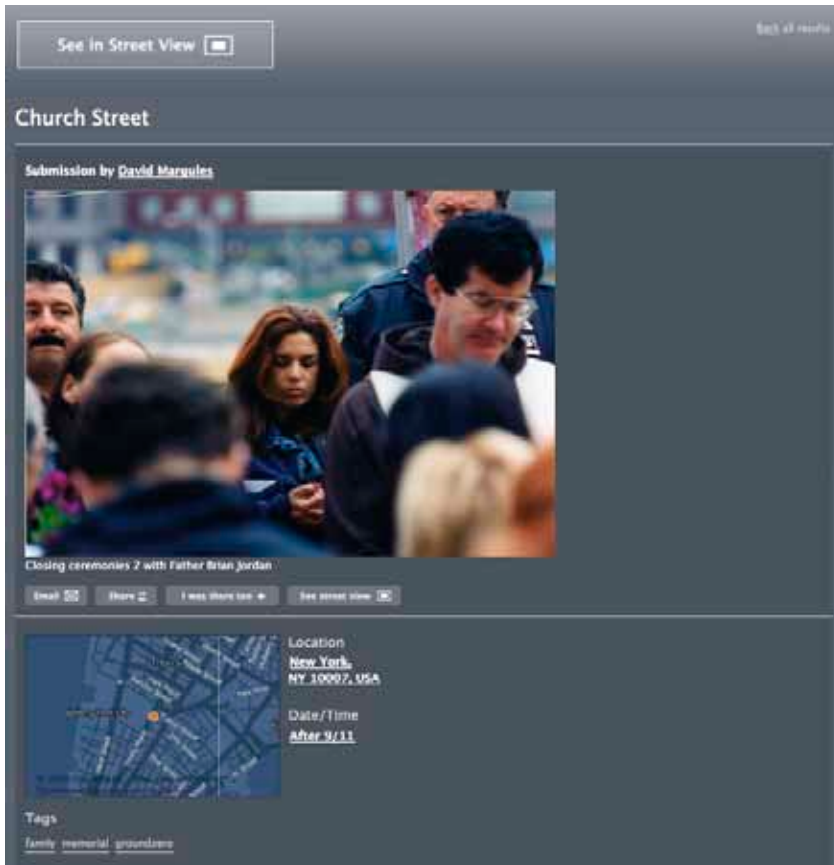 See in Street View
Back all results
Church Street
Submission by David Margules
Closing ceremonies 2 with Father Brian Jordan
Email
Share
I was there too
See street view
Location
New York,
NY 10007, USA
Date/Time
After 9/11
Tags
family memorial groundzero